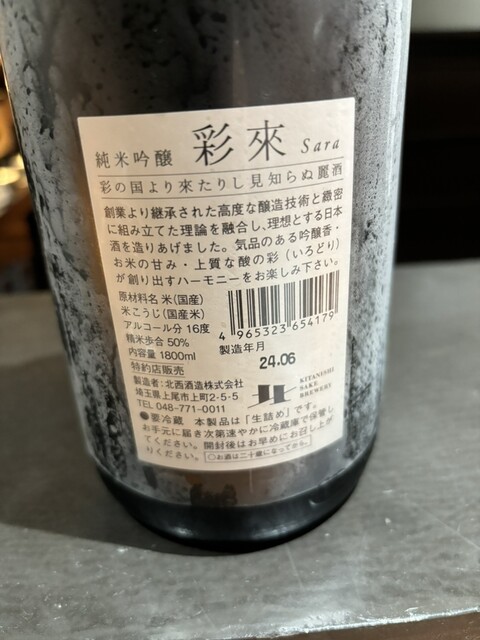 純米吟醸 彩來 Sara
彩の国より來たりし見知らぬ麗酒
創業より継承された高度な醸造技術と緻密
に組み立てた理論を融合し、理想とする日本
酒を造りあげました。気品のある吟醸香・
お米の甘み・上質な酸の彩(いろどり)
が創り出すハーモニーをお楽しみ下さい。
原材料名 米(国産)
米こうじ(国産米)
アルコール分 16度
精米歩合 50%
内容量 1800ml
4 965323 654179
製造年月
24.06
特約店販売
製造者:北西酒造株式会社
埼玉県上尾市上町2-5-5
TEL 048-771-0011
KITANISHI
SAKE
BREWERY
●要冷蔵 本製品は「生詰め」です。
お手元に届き次第速やかに冷蔵庫で保管し
てください。開封後はお早めにお召し上が
りください。 〇お酒は二十歳になってから。